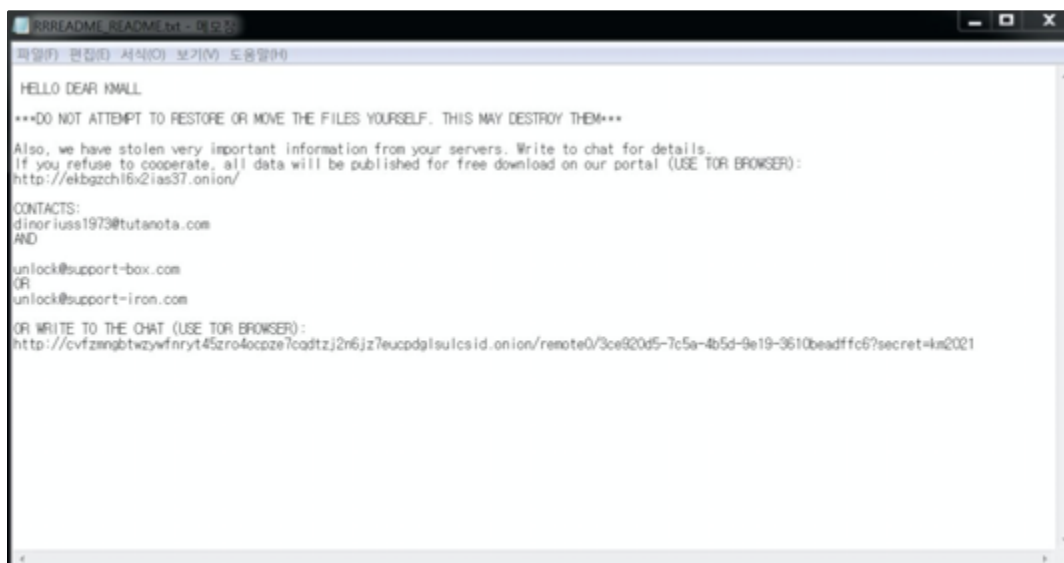 RRREADME_README.txt - 메모장
파일(F) 편집(E) 서식(O) 보기(V) 도움말(H)
HELLO DEAR KMALL
***DO NOT ATTEMPT TO RESTORE OR MOVE THE FILES YOURSELF. THIS MAY DESTROY THEM***
Also, we have stolen very important information from your servers. Write to chat for details.
If you refuse to cooperate, all data will be published for free download on our portal (USE TOR BROWSER):
http://ekbgzchl6x2ias37.onion/
CONTACTS:
dinoriuss1973@tutanota.com
AND
unlock@support-box.com
OR
unlock@support-iron.com
OR WRITE TO THE CHAT (USE TOR BROWSER):
http://cvfzmngbtwzywfnryt45zro4ocpze7cqdtzj2n6jz7eucpdglsulcsid.onion/remote0/3ce920d5-7c5a-4b5d-9e19-3610beadffc6?secret=km2021